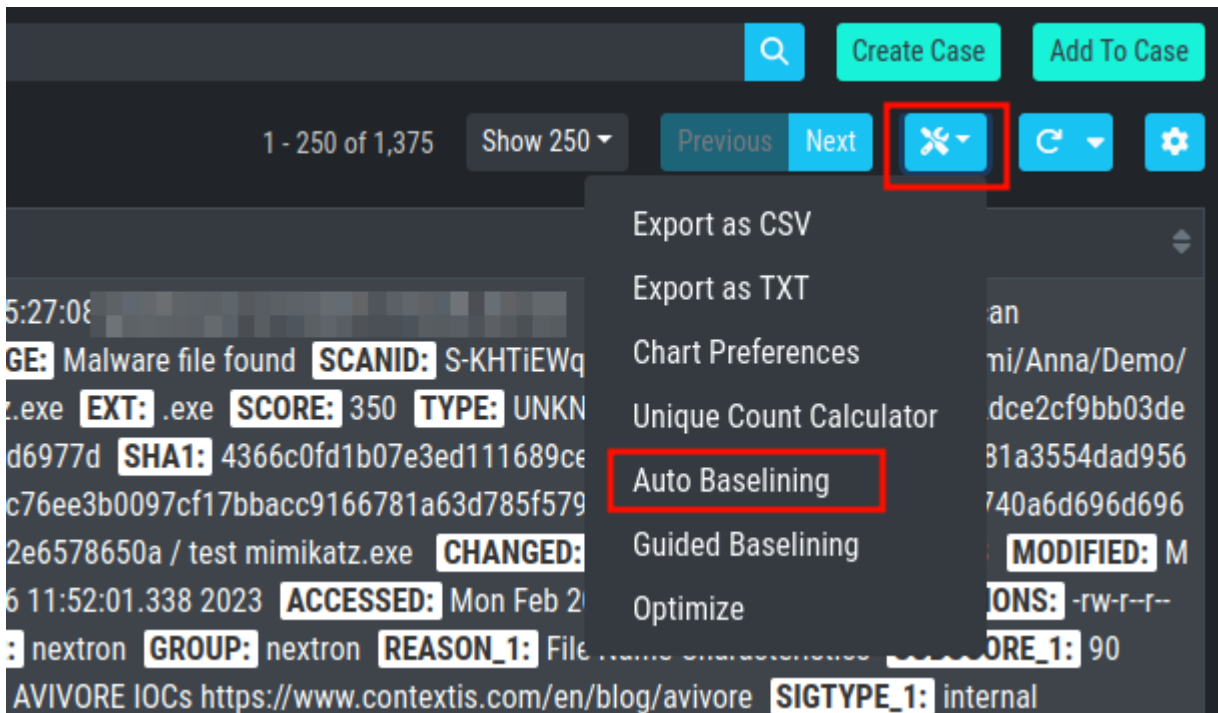 Create Case Add To Case
1 - 250 of 1,375 Show 250 Previous Next
Export as CSV
Export as TXT
Chart Preferences
Unique Count Calculator
Auto Baselining
Guided Baselining
Optimize
5:27:08 an
GE: Malware file found SCANID: S-KHTiEWq mi/Anna/Demo/
z.exe EXT: .exe SCORE: 350 TYPE: UNKN dce2cf9bb03de
d6977d SHA1: 4366c0fd1b07e3ed111689ce 81a3554dad956
c76ee3b0097cf17bbacc9166781a63d785f579 740a6d696d696
2e6578650a / test mimikatz.exe CHANGED: MODIFIED: M
6 11:52:01.338 2023 ACCESSED: Mon Feb 2 IONS: -rw-r--r--
: nextron GROUP: nextron REASON_1: File Name Characteristics SUBSCORE_1: 90
AVIVORE IOCs https://www.contextis.com/en/blog/avivore SIGTYPE_1: internal